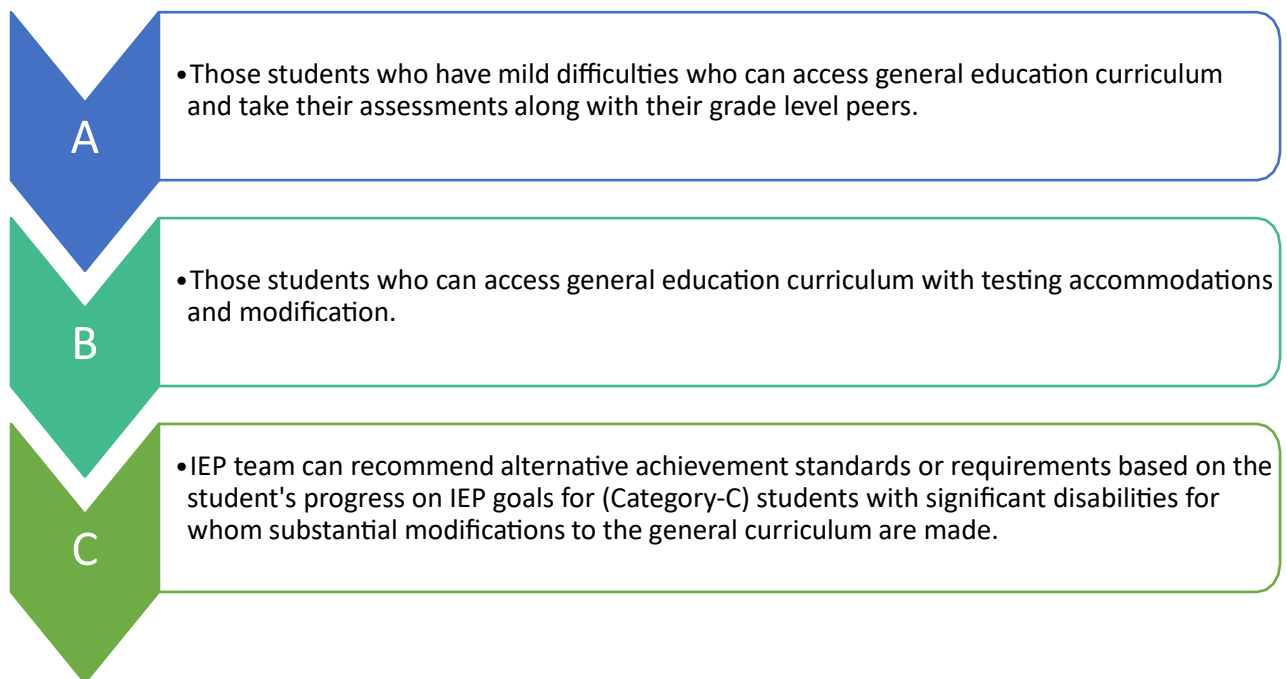 A
•Those students who have mild difficulties who can access general education curriculum
and take their assessments along with their grade level peers.
B
•Those students who can access general education curriculum with testing accommodations
and modification.
C
•IEP team can recommend alternative achievement standards or requirements based on the
student's progress on IEP goals for (Category-C) students with significant disabilities for
whom substantial modifications to the general curriculum are made.